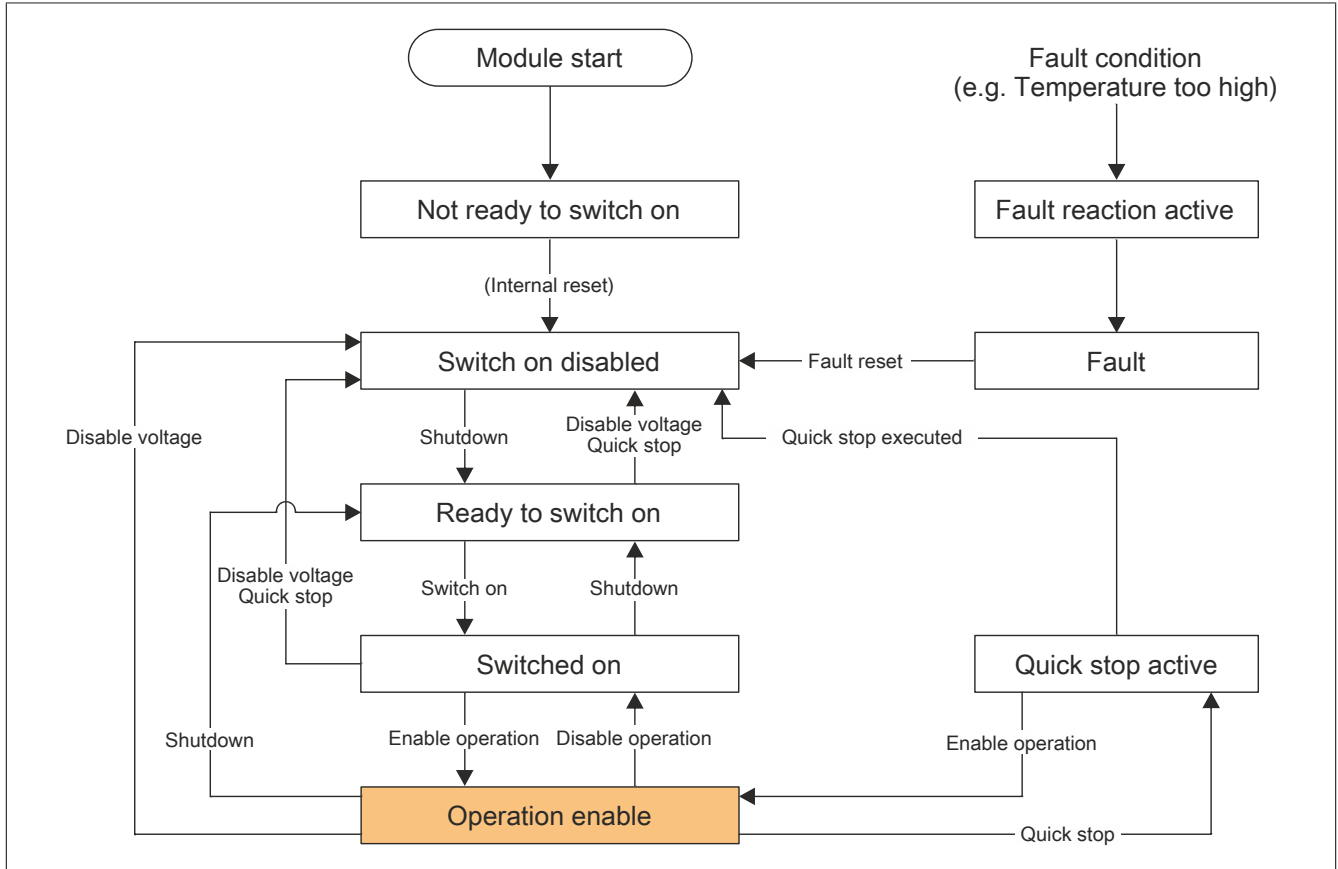 Module start
Fault condition
(e.g. Temperature too high)
Not ready to switch on
Fault reaction active
(Internal reset)
Switch on disabled
Fault reset
Fault
Disable voltage
Shutdown
Disable voltage
Quick stop
Quick stop executed
Ready to switch on
Disable voltage
Quick stop
Switch on
Shutdown
Switched on
Quick stop active
Shutdown
Enable operation
Disable operation
Enable operation
Operation enable
Quick stop